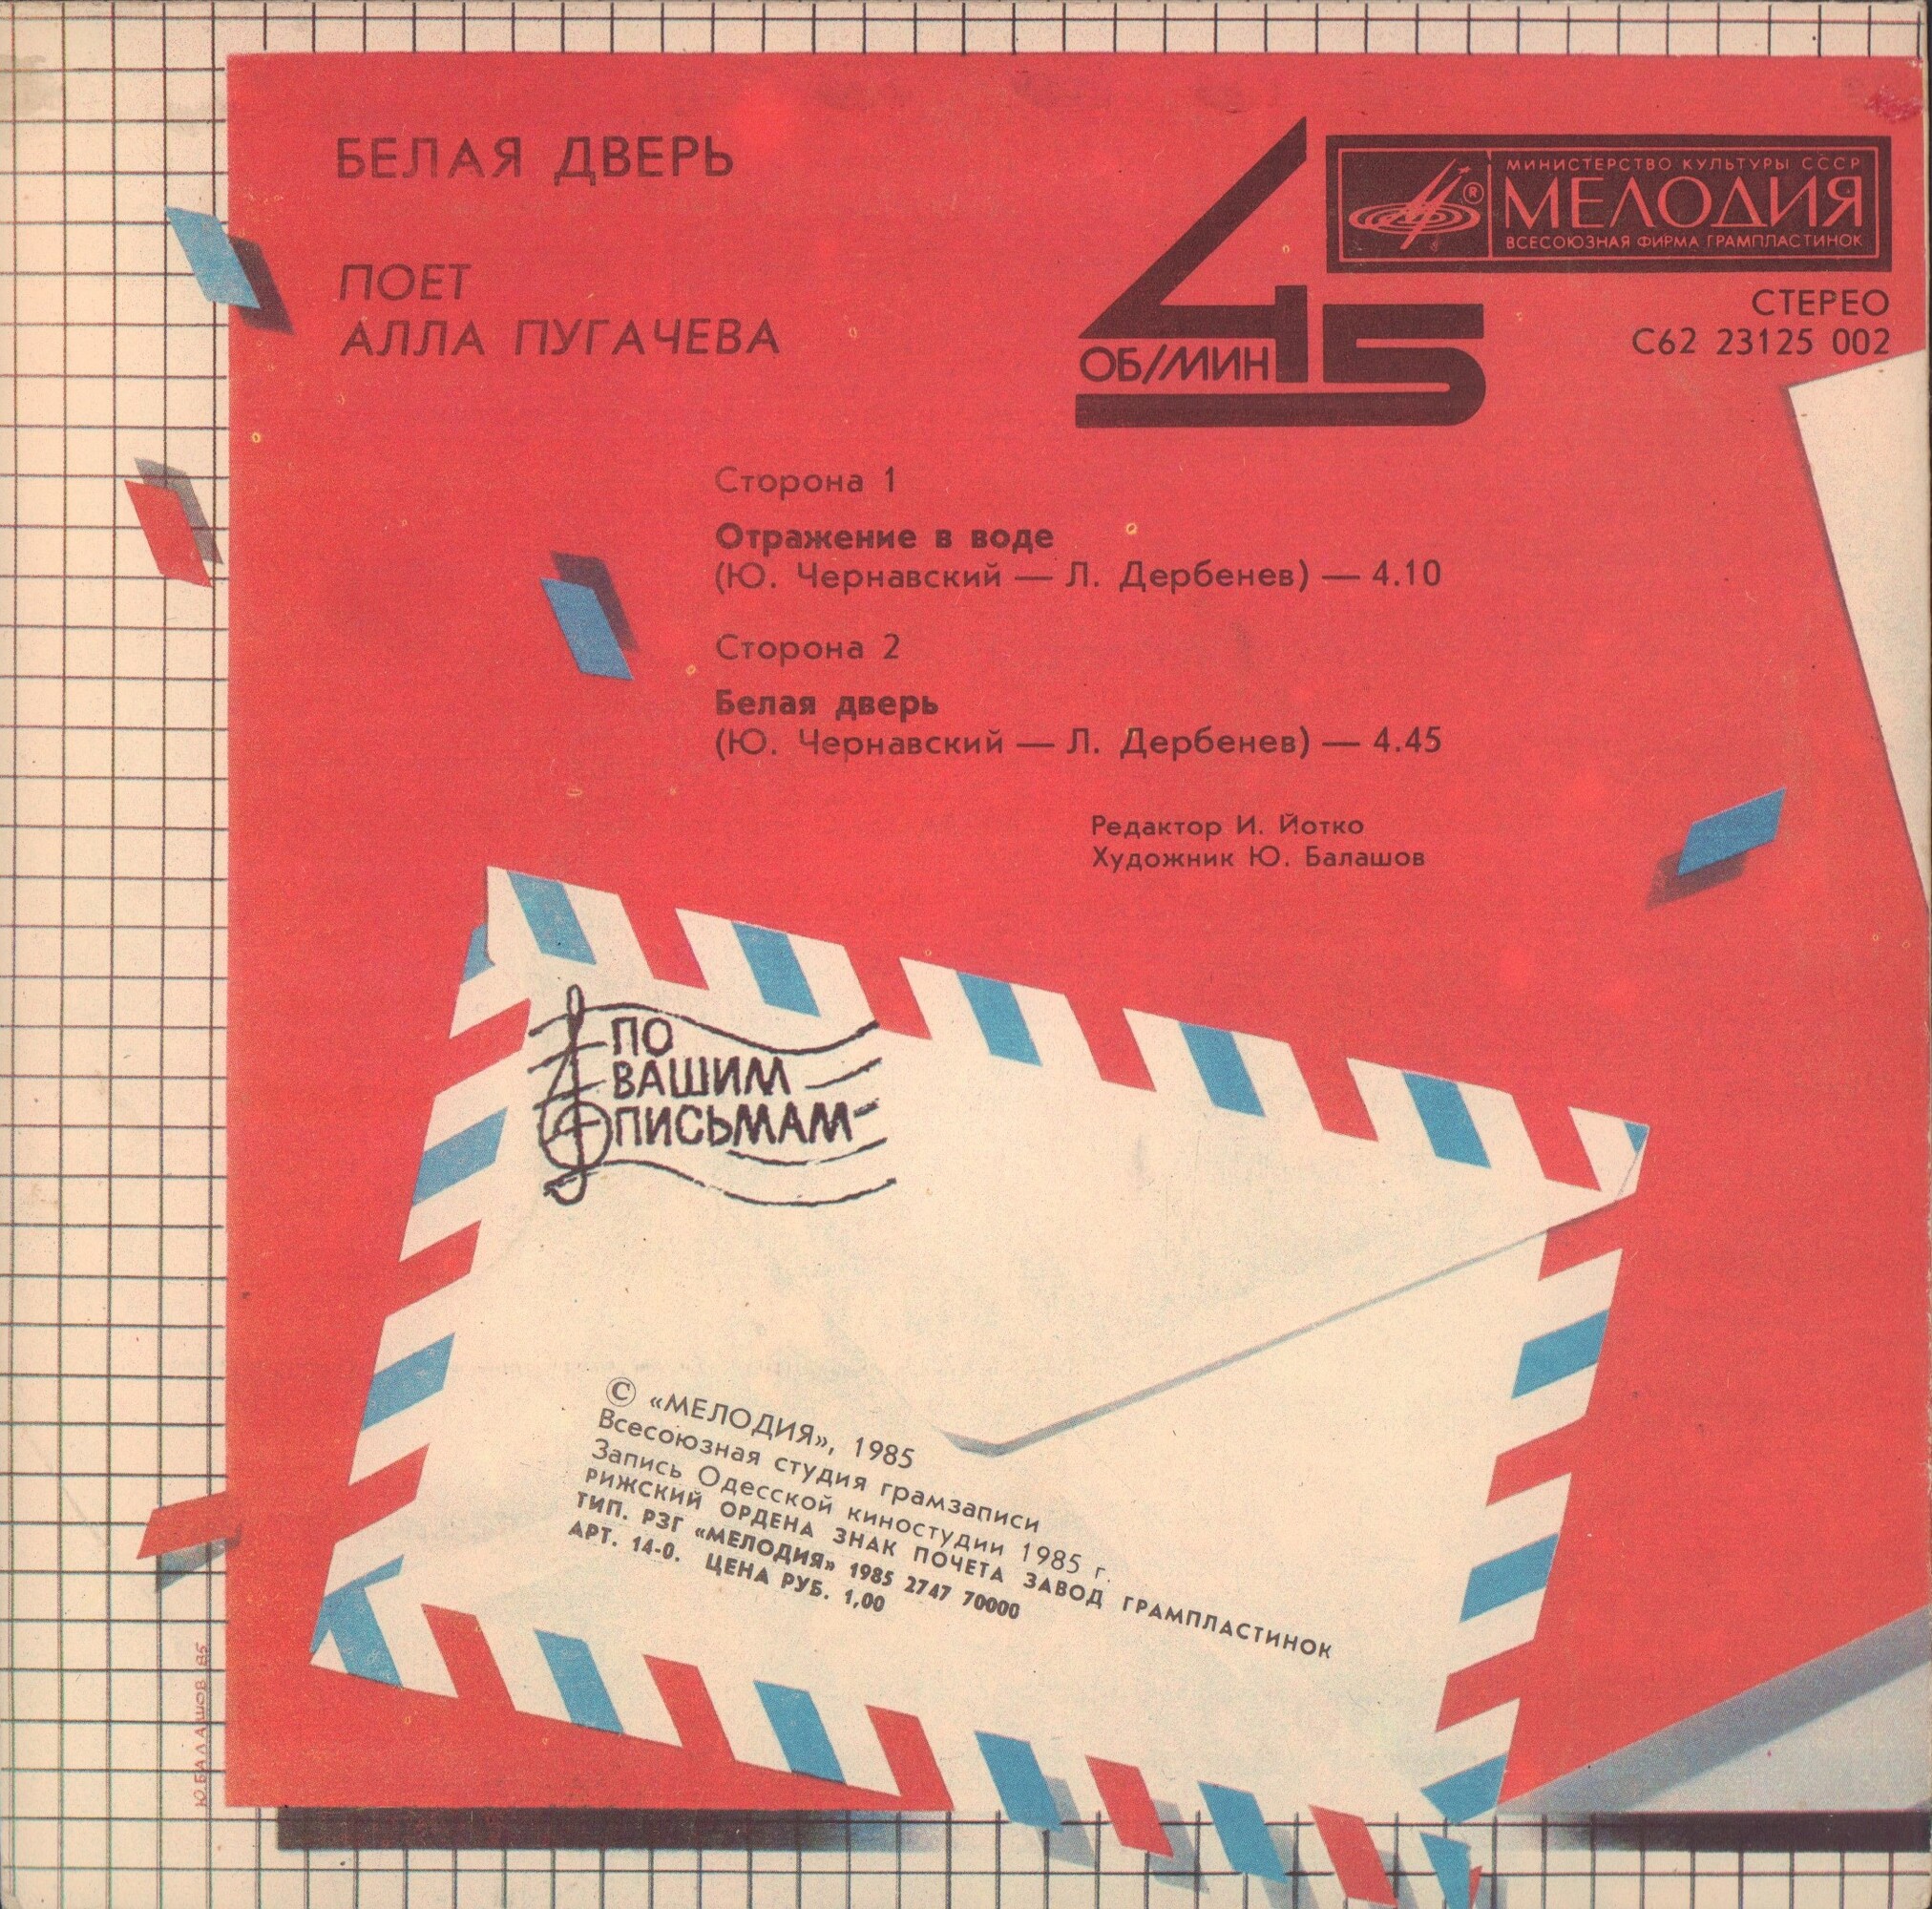 БЕЛАЯ ДВЕРЬ
ПОЕТ
АЛЛА ПУГАЧЕВА
45
ОБ/МИН
МИНИСТЕРСТВО КУЛЬТУРЫ СССР
®
МЕЛОДИЯ
ВСЕСОЮЗНАЯ ФИРМА ГРАМПЛАСТИНОК
СТЕРЕО
С62 23125 002
Сторона 1
Отражение в воде
(Ю. Чернавский — Л. Дербенев) — 4.10
Сторона 2
Белая дверь
(Ю. Чернавский — Л. Дербенев) — 4.45
Редактор И. Йотко
Художник Ю. Балашов
ПО
ВАШИМ
ПИСЬМАМ
© «МЕЛОДИЯ», 1985
Всесоюзная студия грамзаписи
Запись Одесской киностудии 1985 г.
РИЖСКИЙ ОРДЕНА ЗНАК ПОЧЕТА ЗАВОД ГРАМПЛАСТИНОК
ТИП. РЗГ «МЕЛОДИЯ» 1985 2747 70000
АРТ. 14-0. ЦЕНА РУБ. 1,00
Ю.БАЛАШОВ 85